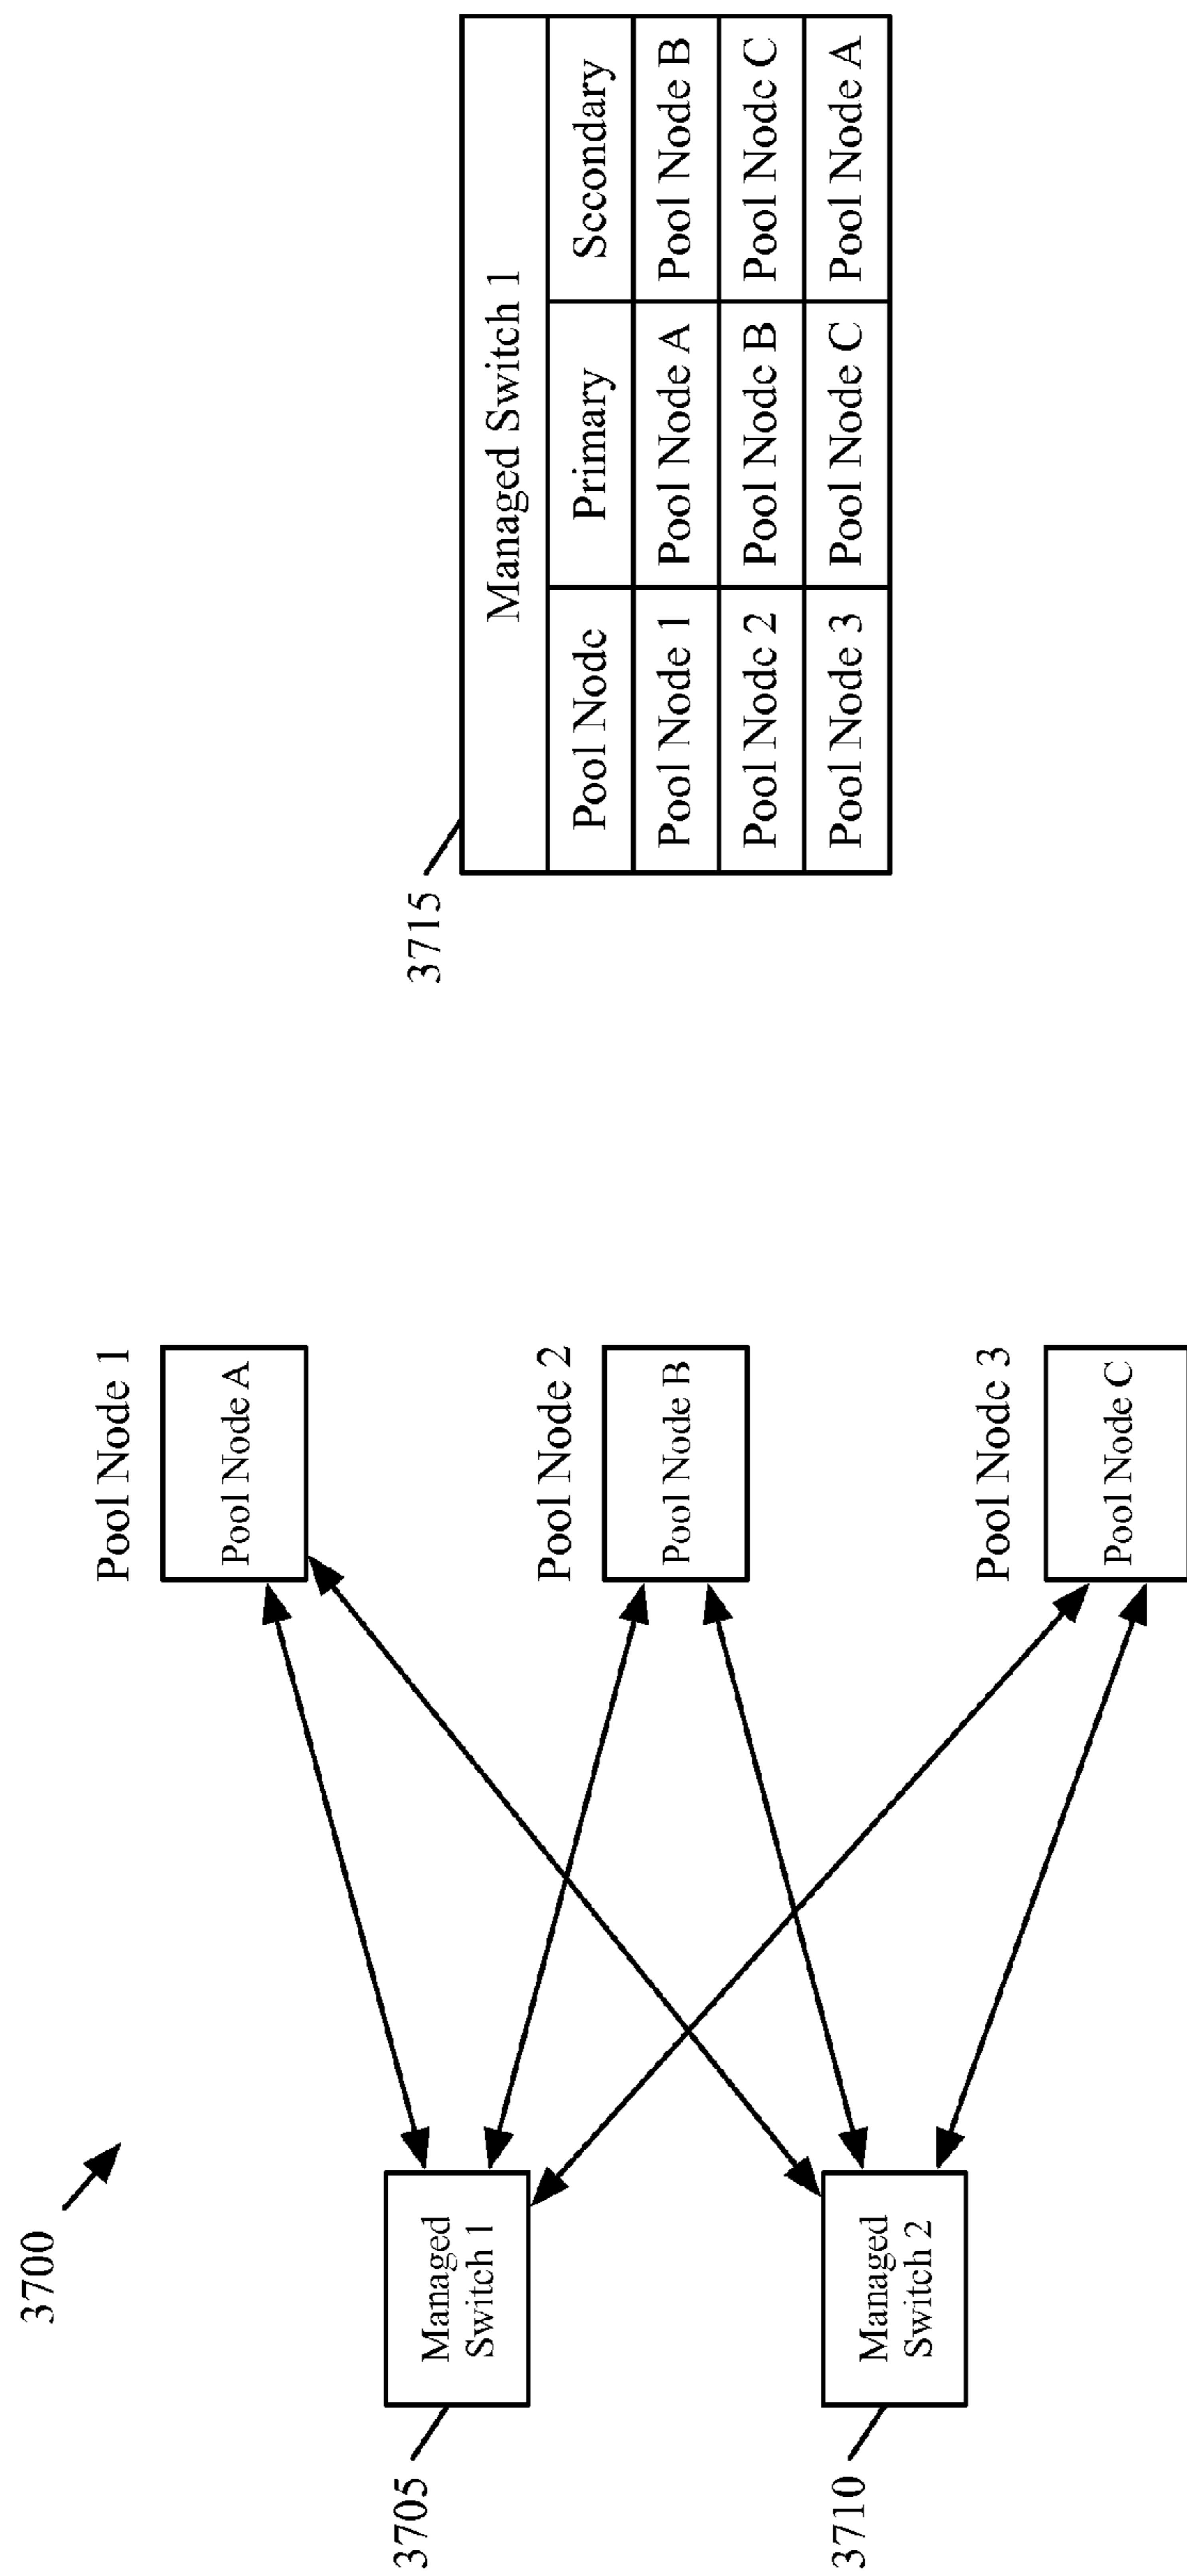 3700
3705
Managed
Switch 1
3710
Managed
Switch 2
Pool Node 1
Pool Node A
Pool Node 2
Pool Node B
Pool Node 3
Pool Node C
3715
Managed Switch 1
Pool Node Primary Secondary
Pool Node 1 Pool Node A Pool Node B
Pool Node 2 Pool Node B Pool Node C
Pool Node 3 Pool Node C Pool Node A